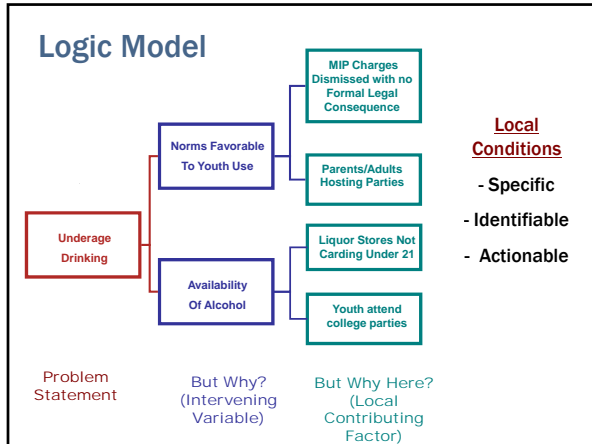 Logic Model
MIP Charges
Dismissed with no
Formal Legal
Consequence
Norms Favorable
To Youth Use
Parents/Adults
Hosting Parties
Underage
Drinking
Liquor Stores Not
Carding Under 21
Availability
Of Alcohol
Youth attend
college parties
Local
Conditions
- Specific
- Identifiable
- Actionable
Problem
Statement
But Why?
(Intervening
Variable)
But Why Here?
(Local
Contributing
Factor)